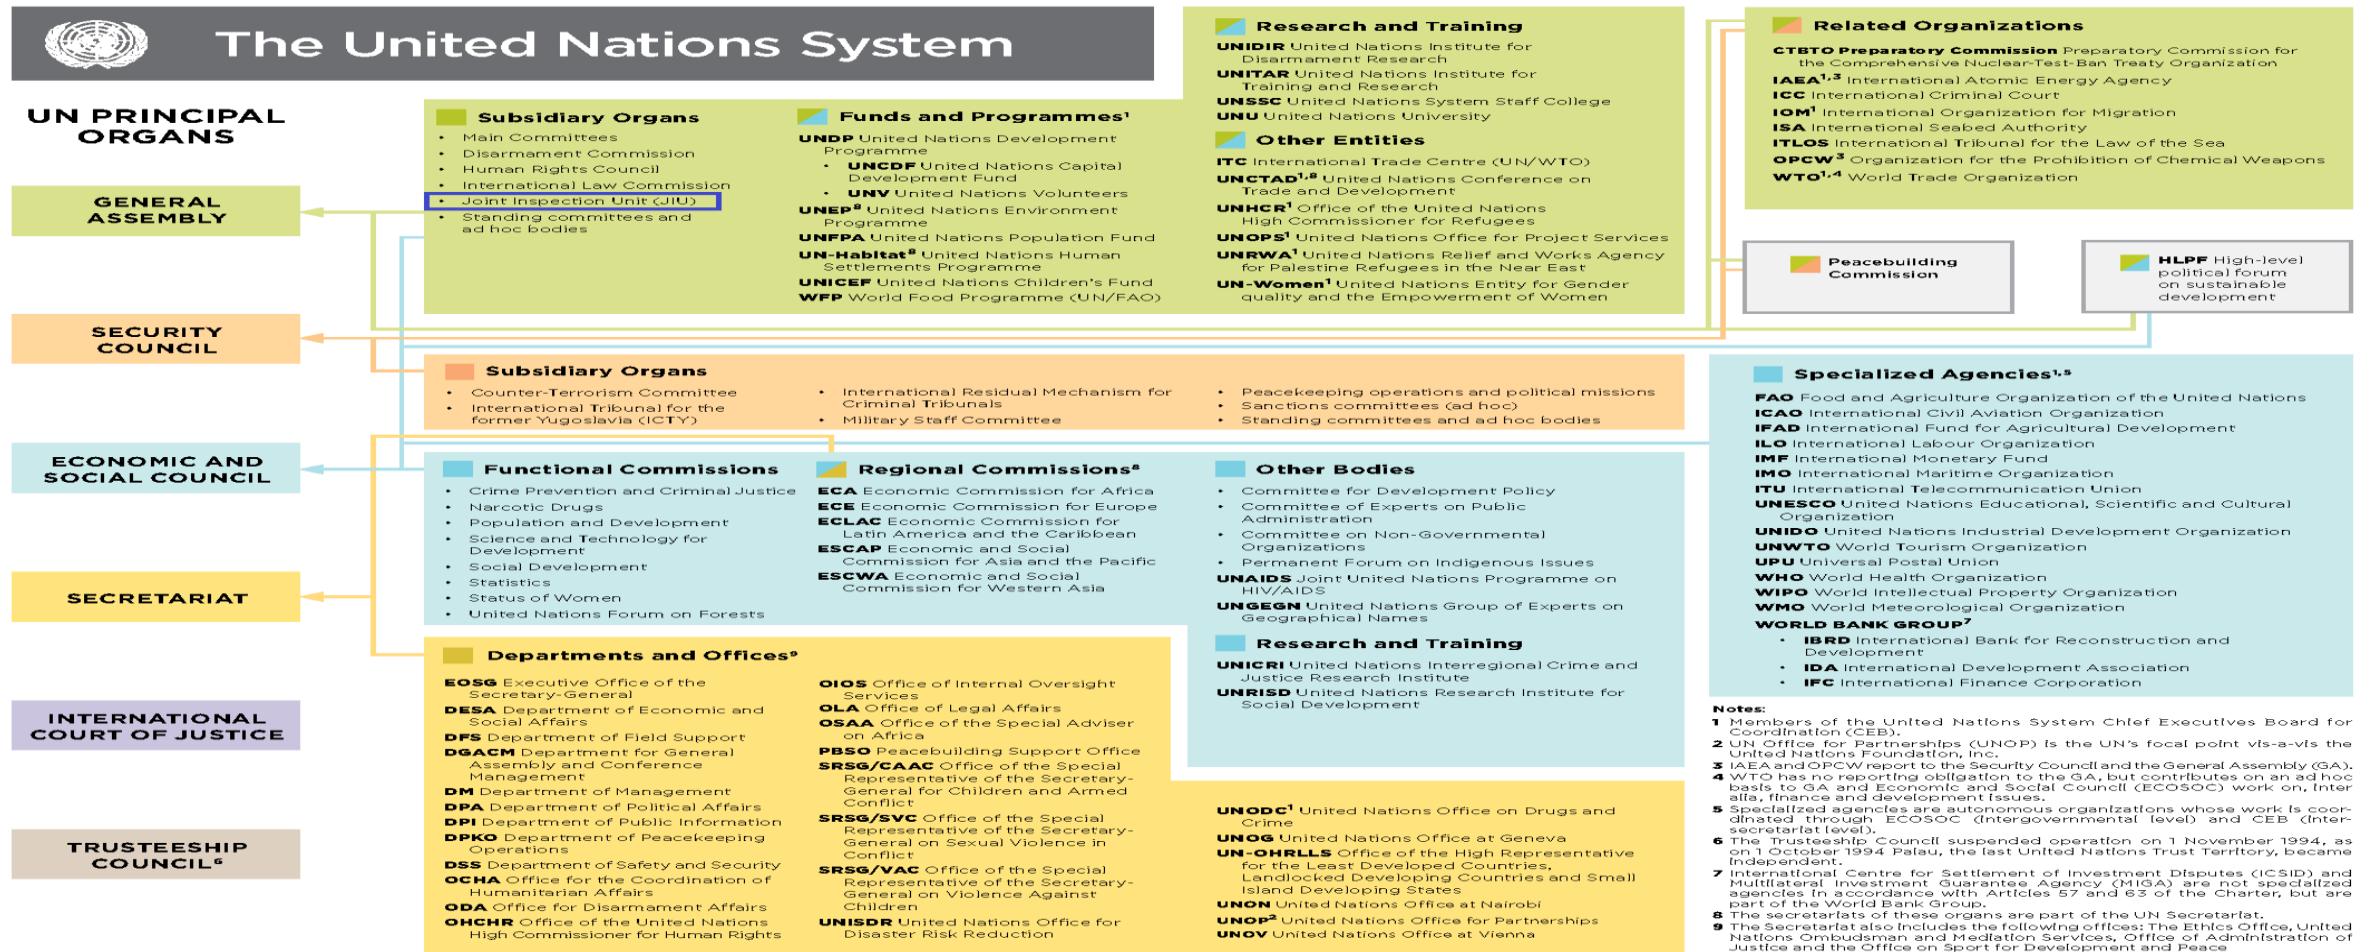 The United Nations System
UN PRINCIPAL
ORGANS
GENERAL
ASSEMBLY
SECURITY
COUNCIL
ECONOMIC AND
SOCIAL COUNCIL
SECRETARIAT
INTERNATIONAL
COURT OF JUSTICE
TRUSTEESHIP
COUNCIL⁶
Subsidiary Organs
• Main Committees
• Disarmament Commission
• Human Rights Council
• International Law Commission
• Joint Inspection Unit (JIU)
• Standing committees and
ad hoc bodies
Funds and Programmes¹
UNDP United Nations Development
Programme
• UNCDF United Nations Capital
Development Fund
• UNV United Nations Volunteers
UNEP⁸ United Nations Environment
Programme
UNFPA United Nations Population Fund
UN-Habitat⁸ United Nations Human
Settlements Programme
UNICEF United Nations Children's Fund
WFP World Food Programme (UN/FAO)
Research and Training
UNIDIR United Nations Institute for
Disarmament Research
UNITAR United Nations Institute for
Training and Research
UNSSC United Nations System Staff College
UNU United Nations University
Other Entities
ITC International Trade Centre (UN/WTO)
UNCTAD¹,⁸ United Nations Conference on
Trade and Development
UNHCR¹ Office of the United Nations
High Commissioner for Refugees
UNOPS¹ United Nations Office for Project Services
UNRWA¹ United Nations Relief and Works Agency
for Palestine Refugees in the Near East
UN-Women¹ United Nations Entity for Gender
quality and the Empowerment of Women
Related Organizations
CTBTO Preparatory Commission Preparatory Commission for
the Comprehensive Nuclear-Test-Ban Treaty Organization
IAEA¹,³ International Atomic Energy Agency
ICC International Criminal Court
IOM¹ International Organization for Migration
ISA International Seabed Authority
ITLOS International Tribunal for the Law of the Sea
OPCW³ Organization for the Prohibition of Chemical Weapons
WTO¹,⁴ World Trade Organization
Peacebuilding
Commission
HLPF High-level
political forum
on sustainable
development
Subsidiary Organs
• Counter-Terrorism Committee
• International Tribunal for the
former Yugoslavia (ICTY)
• International Residual Mechanism for
Criminal Tribunals
• Military Staff Committee
• Peacekeeping operations and political missions
• Sanctions committees (ad hoc)
• Standing committees and ad hoc bodies
Functional Commissions
• Crime Prevention and Criminal Justice
• Narcotic Drugs
• Population and Development
• Science and Technology for
Development
• Social Development
• Statistics
• Status of Women
• United Nations Forum on Forests
Regional Commissions⁸
ECA Economic Commission for Africa
ECE Economic Commission for Europe
ECLAC Economic Commission for
Latin America and the Caribbean
ESCAP Economic and Social
Commission for Asia and the Pacific
ESCWA Economic and Social
Commission for Western Asia
Other Bodies
• Committee for Development Policy
• Committee of Experts on Public
Administration
• Committee on Non-Governmental
Organizations
• Permanent Forum on Indigenous Issues
UNAIDS Joint United Nations Programme on
HIV/AIDS
UNGEGN United Nations Group of Experts on
Geographical Names
Research and Training
UNICRI United Nations Interregional Crime and
Justice Research Institute
UNRISD United Nations Research Institute for
Social Development
Specialized Agencies¹,⁵
FAO Food and Agriculture Organization of the United Nations
ICAO International Civil Aviation Organization
IFAD International Fund for Agricultural Development
ILO International Labour Organization
IMF International Monetary Fund
IMO International Maritime Organization
ITU International Telecommunication Union
UNESCO United Nations Educational, Scientific and Cultural
Organization
UNIDO United Nations Industrial Development Organization
UNWTO World Tourism Organization
UPU Universal Postal Union
WHO World Health Organization
WIPO World Intellectual Property Organization
WMO World Meteorological Organization
WORLD BANK GROUP⁷
• IBRD International Bank for Reconstruction and
Development
• IDA International Development Association
• IFC International Finance Corporation
Departments and Offices⁹
EOSG Executive Office of the
Secretary-General
DESA Department of Economic and
Social Affairs
DFS Department of Field Support
DGACM Department for General
Assembly and Conference
Management
DM Department of Management
DPA Department of Political Affairs
DPI Department of Public Information
DPKO Department of Peacekeeping
Operations
DSS Department of Safety and Security
OCHA Office for the Coordination of
Humanitarian Affairs
ODA Office for Disarmament Affairs
OHCHR Office of the United Nations
High Commissioner for Human Rights
OIOS Office of Internal Oversight
Services
OLA Office of Legal Affairs
OSAA Office of the Special Adviser
on Africa
PBSO Peacebuilding Support Office
SRSG/CAAC Office of the Special
Representative of the Secretary-
General for Children and Armed
Conflict
SRSG/SVC Office of the Special
Representative of the Secretary-
General on Sexual Violence in
Conflict
SRSG/VAC Office of the Special
Representative of the Secretary-
General on Violence Against
Children
UNISDR United Nations Office for
Disaster Risk Reduction
UNODC¹ United Nations Office on Drugs and
Crime
UNOG United Nations Office at Geneva
UN-OHRLLS Office of the High Representative
for the Least Developed Countries,
Landlocked Developing Countries and Small
Island Developing States
UNON United Nations Office at Nairobi
UNOP² United Nations Office for Partnerships
UNOV United Nations Office at Vienna
Notes:
1 Members of the United Nations System Chief Executives Board for
Coordination (CEB).
2 UN Office for Partnerships (UNOP) is the UN's focal point vis-a-vis the
United Nations Foundation, Inc.
3 IAEA and OPCW report to the Security Council and the General Assembly (GA).
4 WTO has no reporting obligation to the GA, but contributes on an ad hoc
basis to GA and Economic and Social Council (ECOSOC) work on, inter
alia, finance and development issues.
5 Specialized agencies are autonomous organizations whose work is coor-
dinated through ECOSOC (intergovernmental level) and CEB (inter-
secretariat level).
6 The Trusteeship Council suspended operation on 1 November 1994, as
on 1 October 1994 Palau, the last United Nations Trust Territory, became
independent.
7 International Centre for Settlement of Investment Disputes (ICSID) and
Multilateral Investment Guarantee Agency (MIGA) are not specialized
agencies in accordance with Articles 57 and 63 of the Charter, but are
part of the World Bank Group.
8 The secretariats of these organs are part of the UN Secretariat.
9 The Secretariat also includes the following offices: The Ethics Office, United
Nations Ombudsman and Mediation Services, Office of Administration of
Justice and the Office on Sport for Development and Peace